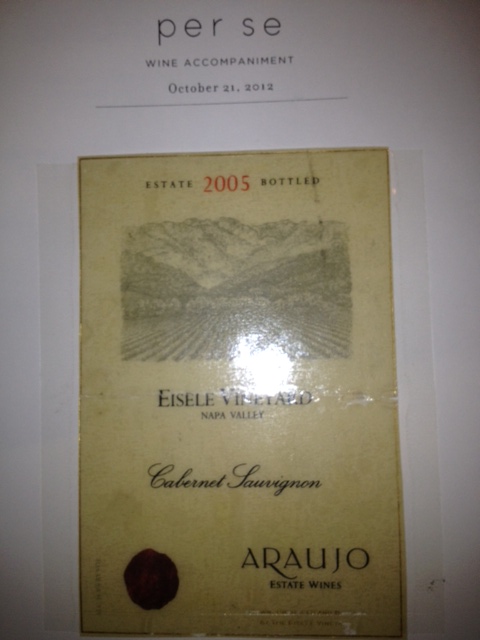 per se
WINE ACCOMPANIMENT
October 21, 2012
ESTATE 2005 BOTTLED
EISELE VINEYARD
NAPA VALLEY
Cabernet Sauvignon
ARAUJO
ESTATE WINES